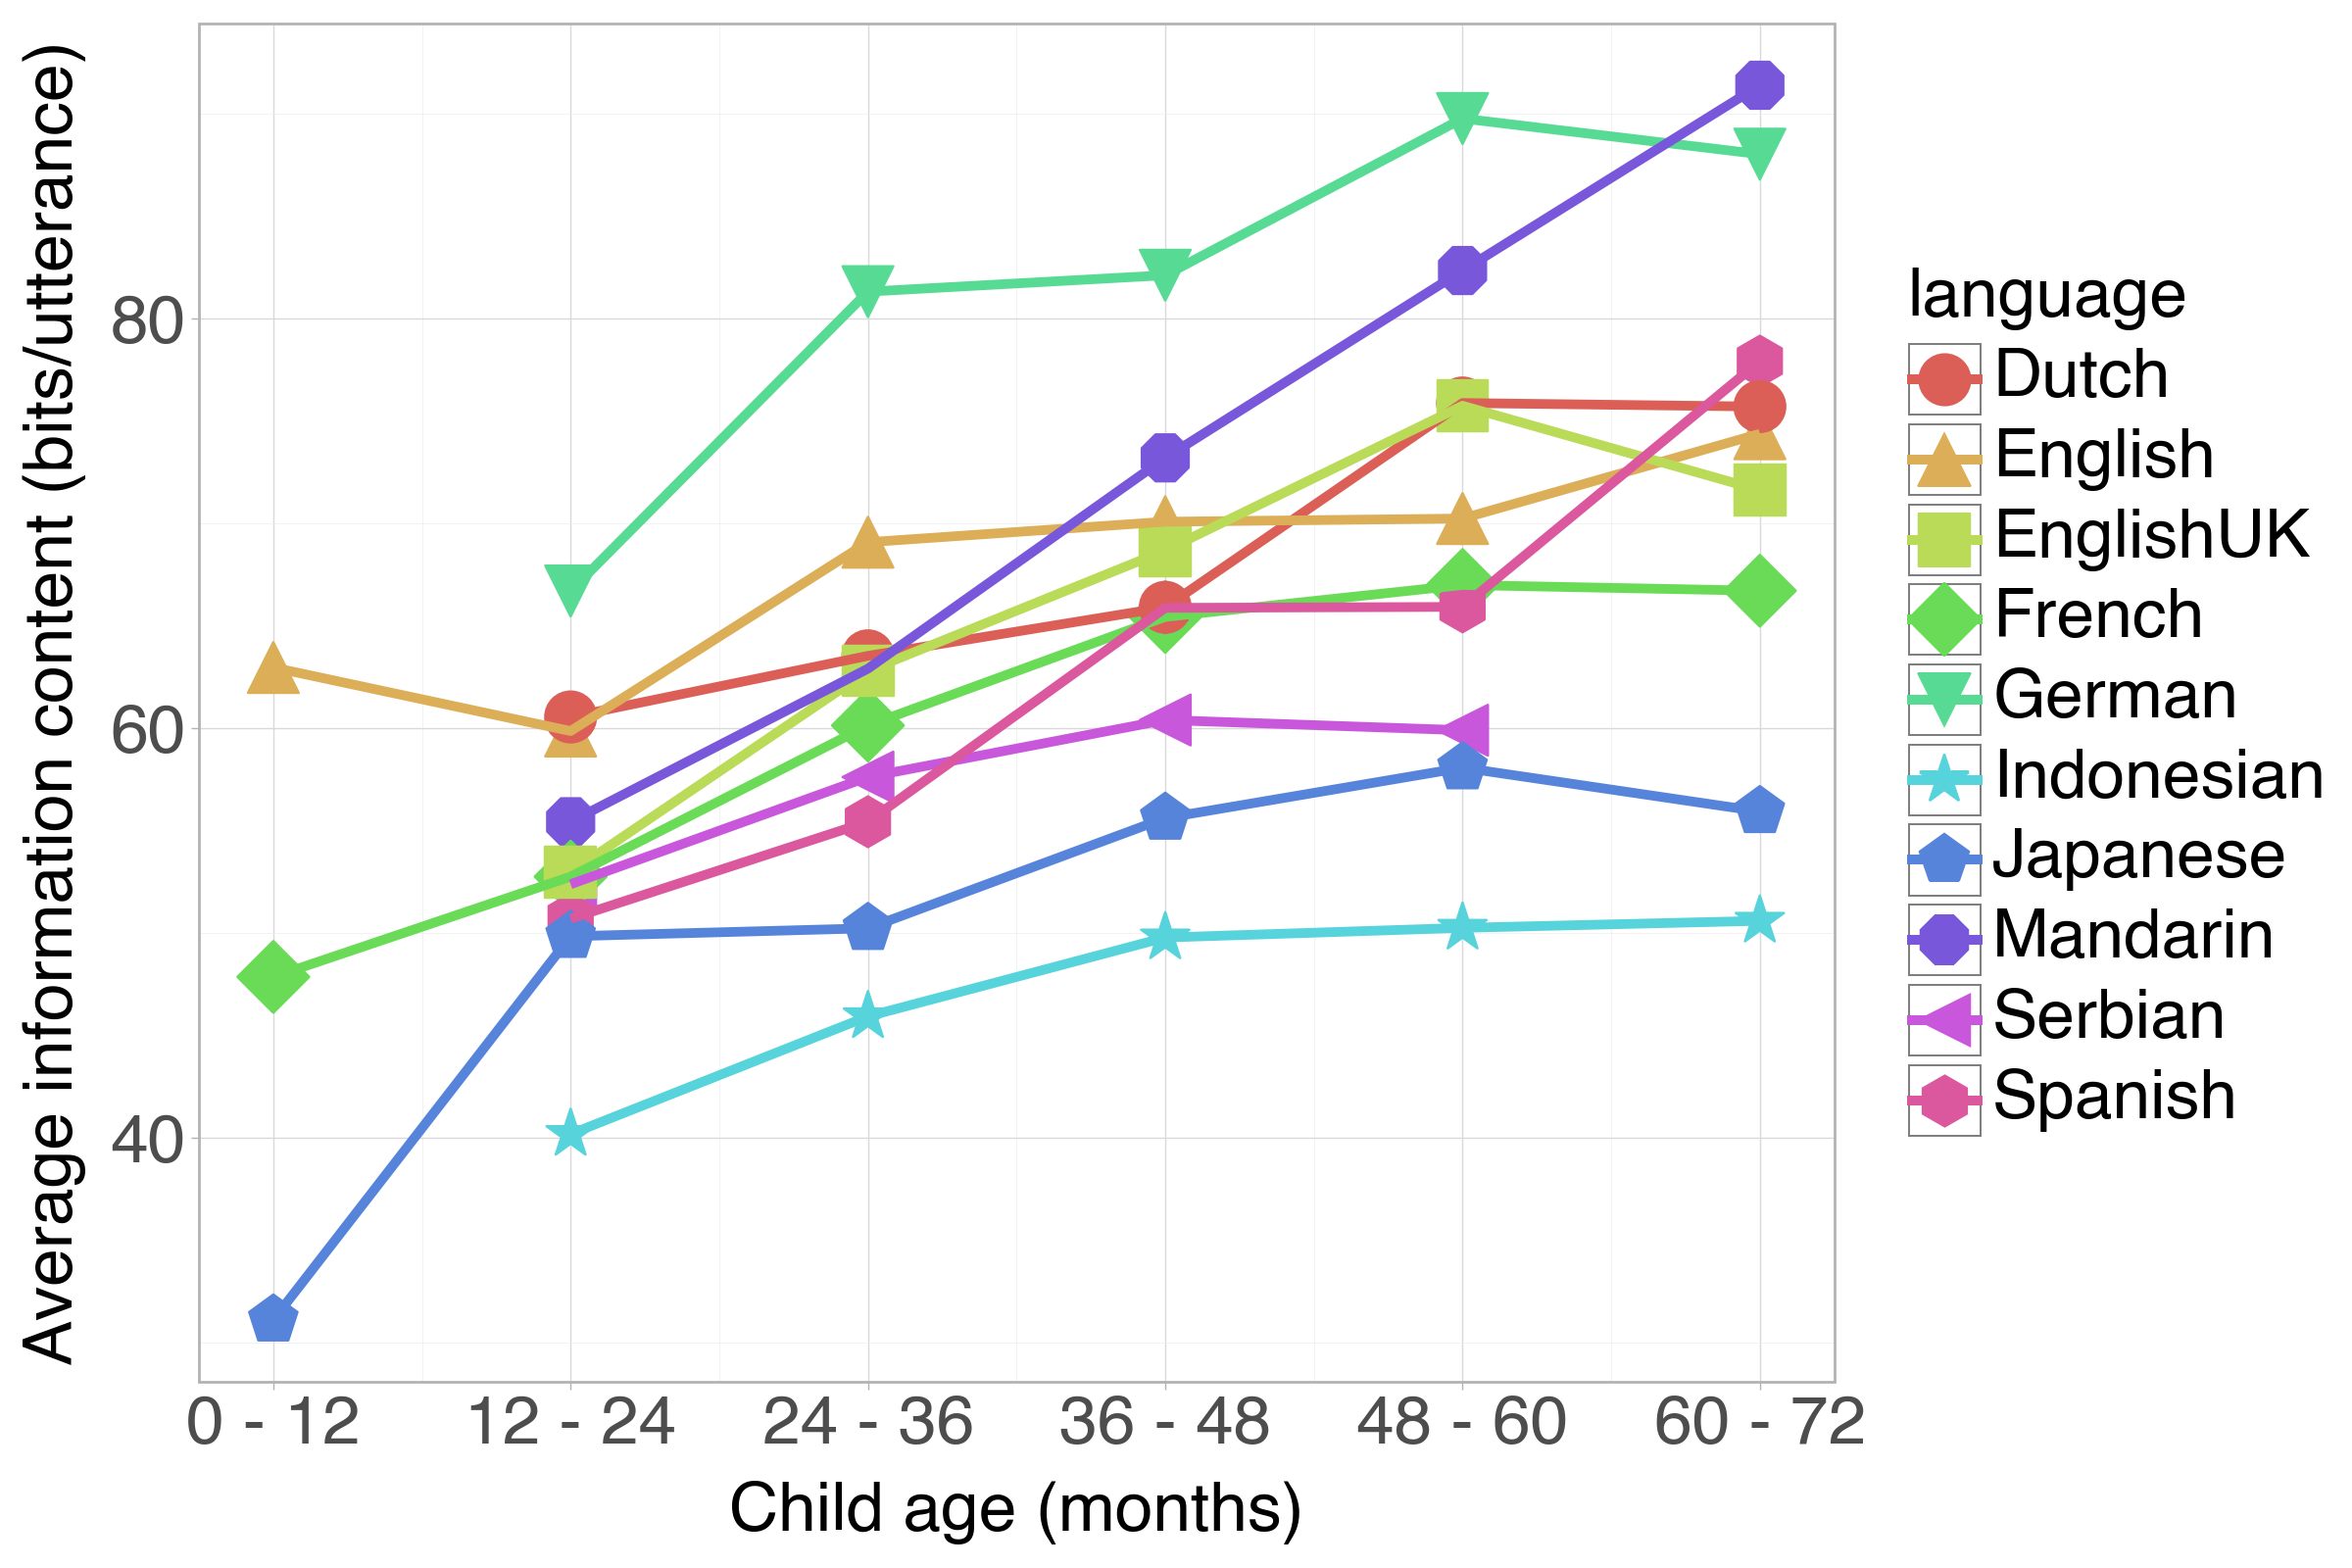 Average information content (bits/utterance)
80
60
40
0 - 12
12 - 24
24 - 36
36 - 48
48 - 60
60 - 72
Child age (months)
language
Dutch
English
EnglishUK
French
German
Indonesian
Japanese
Mandarin
Serbian
Spanish